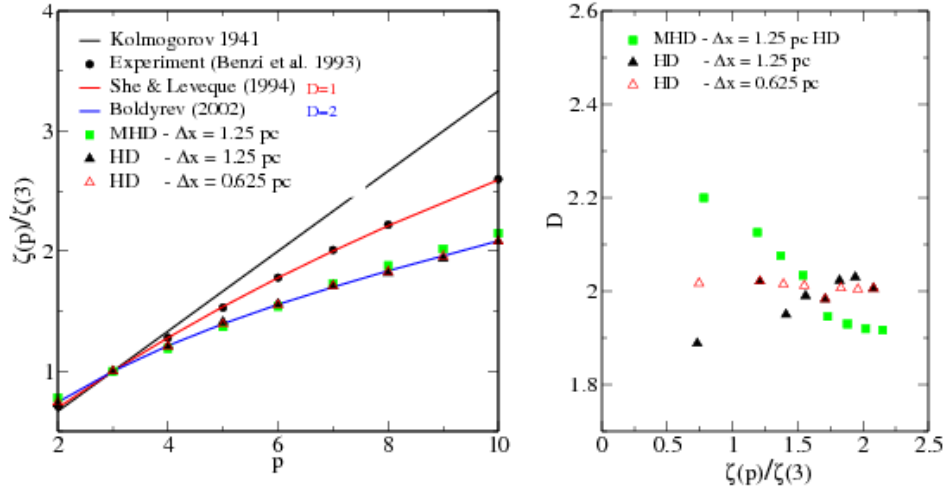 Kolmogorov 1941
Experiment (Benzi et al. 1993)
She & Leveque (1994) D=1
Boldyrev (2002) D=2
MHD - Δx = 1.25 pc
HD - Δx = 1.25 pc
HD - Δx = 0.625 pc
4
3
2
1
ζ(p)/ζ(3)
2 4 6 8 10
p
MHD - Δx = 1.25 pc HD
HD - Δx = 1.25 pc
HD - Δx = 0.625 pc
2.6
2.4
2.2
2
1.8
D
0 0.5 1 1.5 2 2.5
ζ(p)/ζ(3)